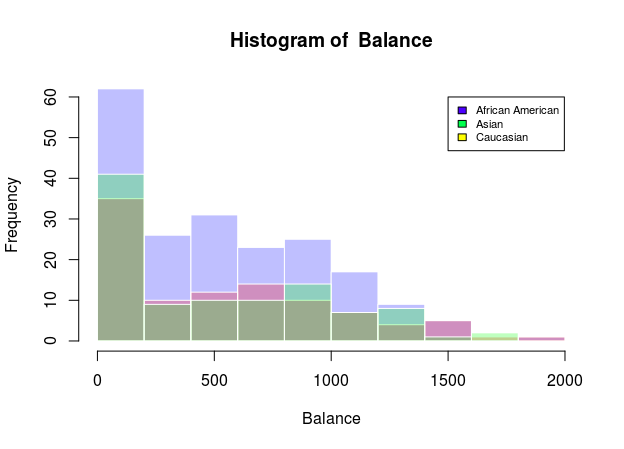 Histogram of  Balance
African American
Asian
Caucasian
Frequency
60
50
40
30
20
10
0
0 500 1000 1500 2000
Balance